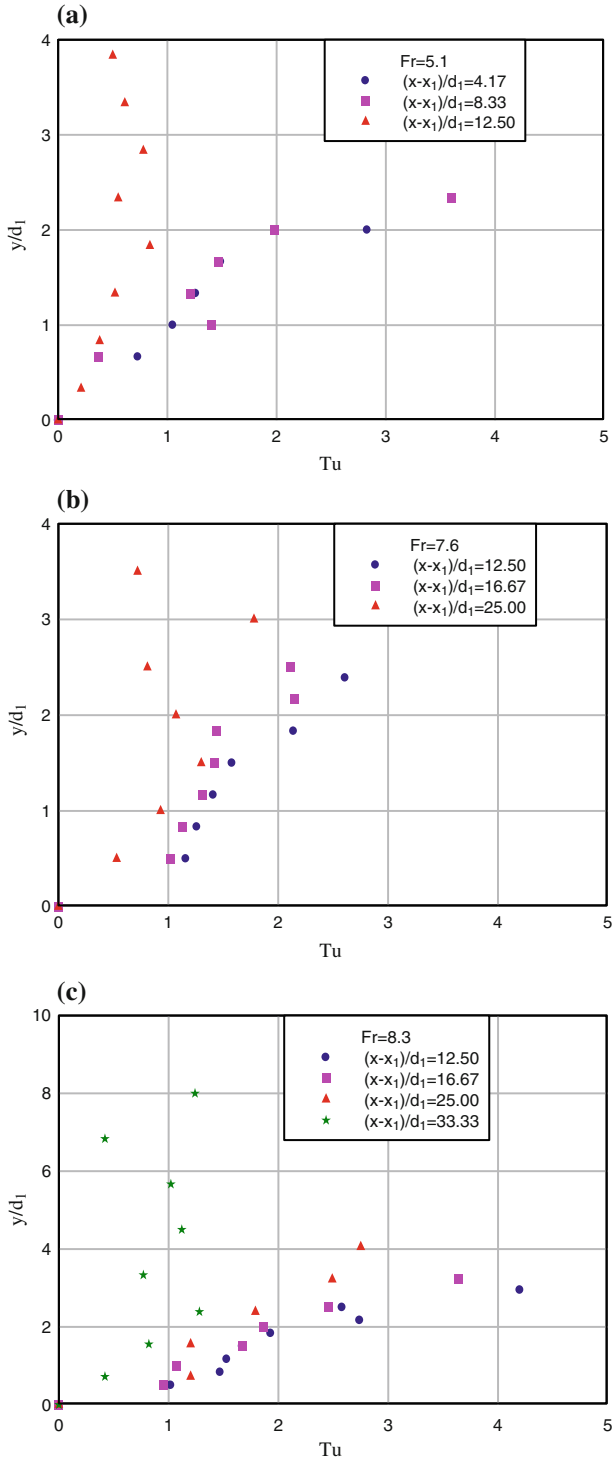 (a)
4
3
2
1
0
y/d₁
Fr=5.1
(x-x₁)/d₁=4.17
(x-x₁)/d₁=8.33
(x-x₁)/d₁=12.50
0 1 2 3 4 5
Tu
(b)
4
3
2
1
0
y/d₁
Fr=7.6
(x-x₁)/d₁=12.50
(x-x₁)/d₁=16.67
(x-x₁)/d₁=25.00
0 1 2 3 4 5
Tu
(c)
10
8
6
4
2
0
y/d₁
Fr=8.3
(x-x₁)/d₁=12.50
(x-x₁)/d₁=16.67
(x-x₁)/d₁=25.00
(x-x₁)/d₁=33.33
0 1 2 3 4 5
Tu